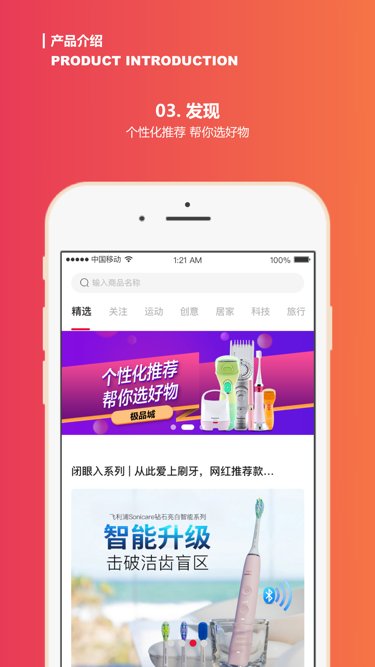 产品介绍
PRODUCT INTRODUCTION
03. 发现
个性化推荐 帮你选好物
中国移动
1:21 AM
100%
输入商品名称
精选 关注 运动 创意 居家 科技 旅行
个性化推荐
帮你选好物
极品城
闭眼入系列 | 从此爱上刷牙，网红推荐款...
飞利浦Sonicare钻石亮白智能系列
智能升级
击破洁齿盲区